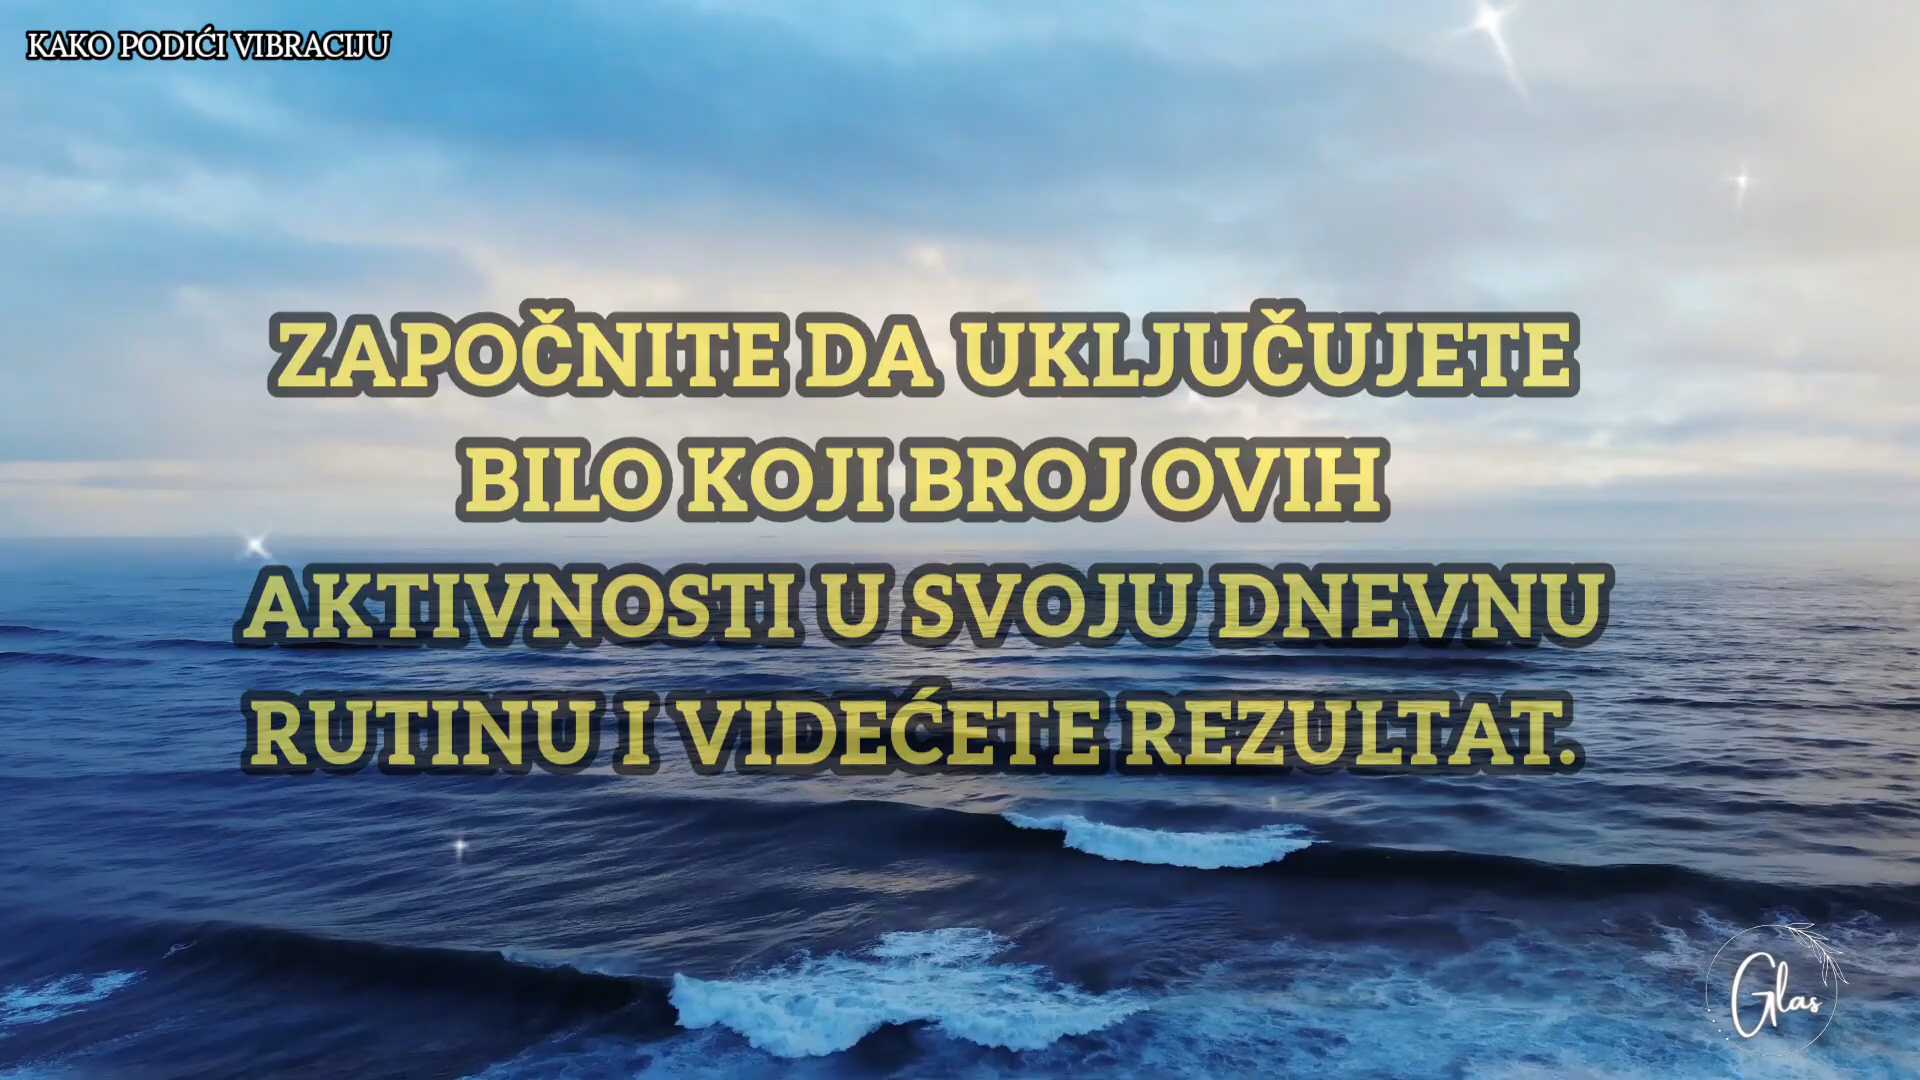 KAKO PODIĆI VIBRACIJU
ZAPOČNITE DA UKLJUČUJETE
BILO KOJI BROJ OVIH
AKTIVNOSTI U SVOJU DNEVNU
RUTINU I VIDEĆETE REZULTAT.
Glas